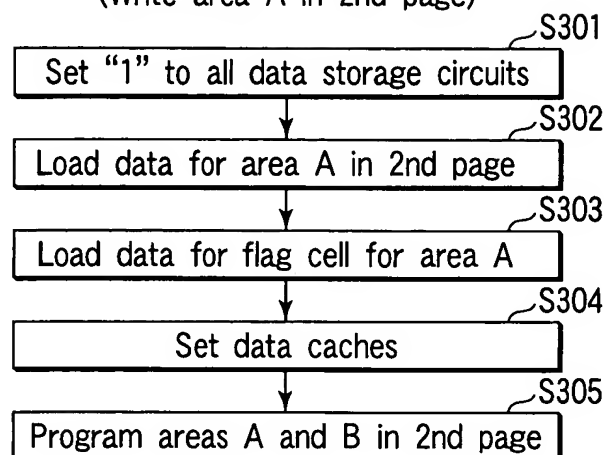 (Write area A in 2nd page)
S301
Set “1” to all data storage circuits
S302
Load data for area A in 2nd page
S303
Load data for flag cell for area A
S304
Set data caches
S305
Program areas A and B in 2nd page